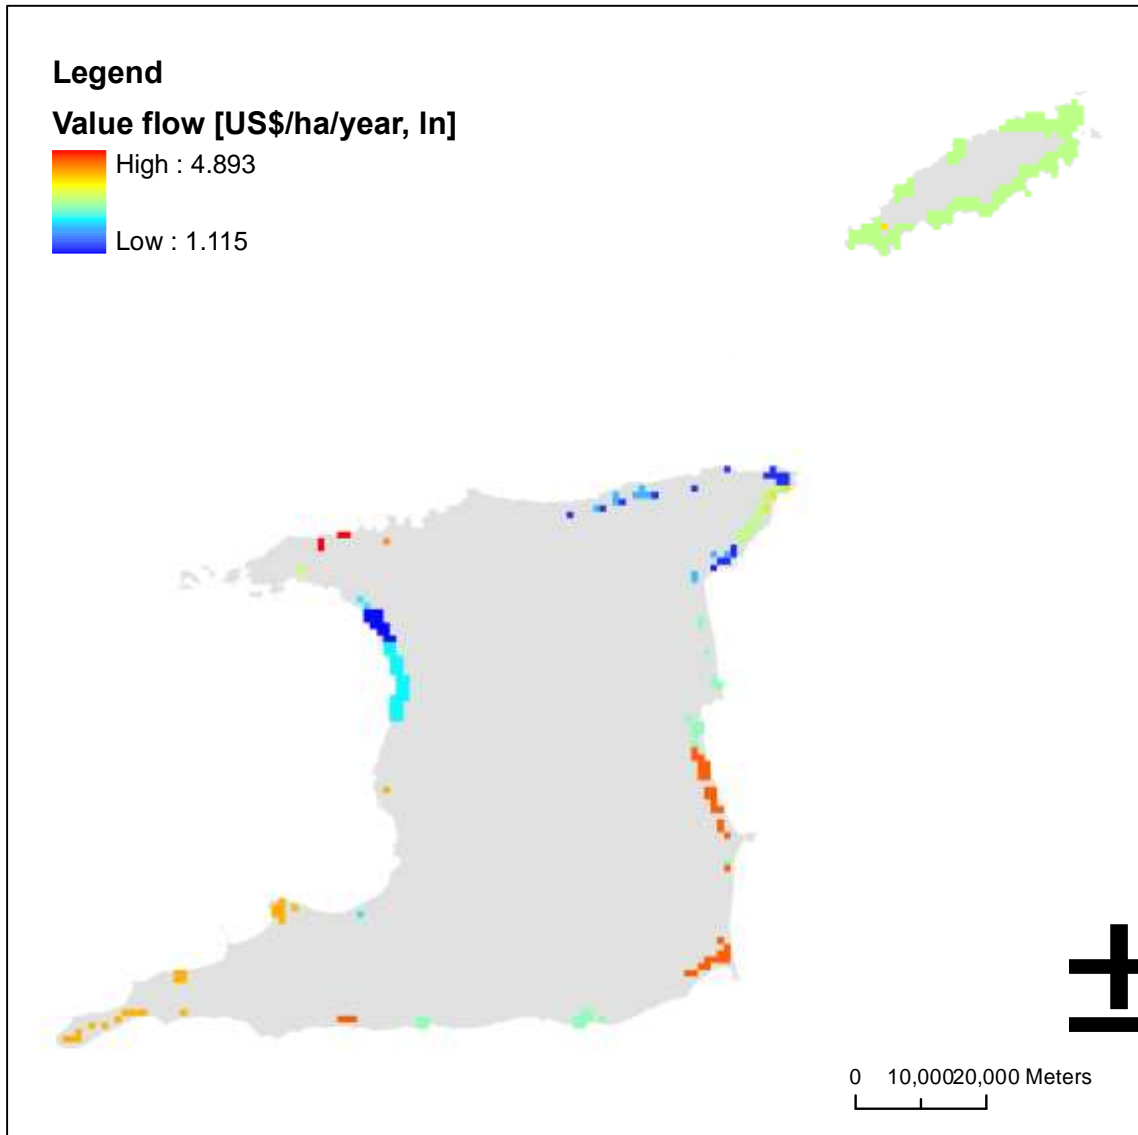 Legend
Value flow [US$/ha/year, ln]
High : 4.893
Low : 1.115
0 10,00020,000 Meters